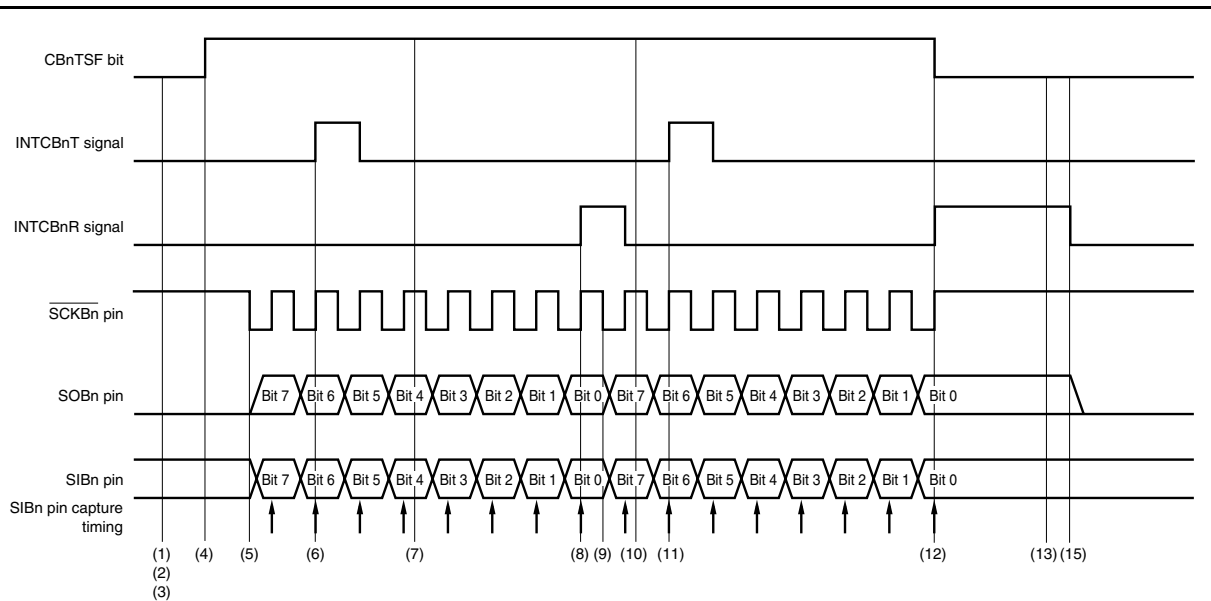 CBnTSF bit
INTCBnT signal
INTCBnR signal
SCKBn pin
SOBn pin
Bit 7 Bit 6 Bit 5 Bit 4 Bit 3 Bit 2 Bit 1 Bit 0 Bit 7 Bit 6 Bit 5 Bit 4 Bit 3 Bit 2 Bit 1 Bit 0
SIBn pin
Bit 7 Bit 6 Bit 5 Bit 4 Bit 3 Bit 2 Bit 1 Bit 0 Bit 7 Bit 6 Bit 5 Bit 4 Bit 3 Bit 2 Bit 1 Bit 0
SIBn pin capture
timing
(1) (4) (5) (6) (7) (8) (9) (10) (11) (12) (13) (15)
(2)
(3)